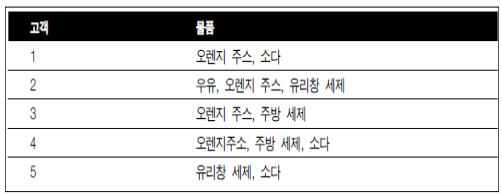 고객 물품
1 오렌지 주스, 소다
2 우유, 오렌지 주스, 유리창 세제
3 오렌지 주스, 주방 세제
4 오렌지주소, 주방 세제, 소다
5 유리창 세제, 소다